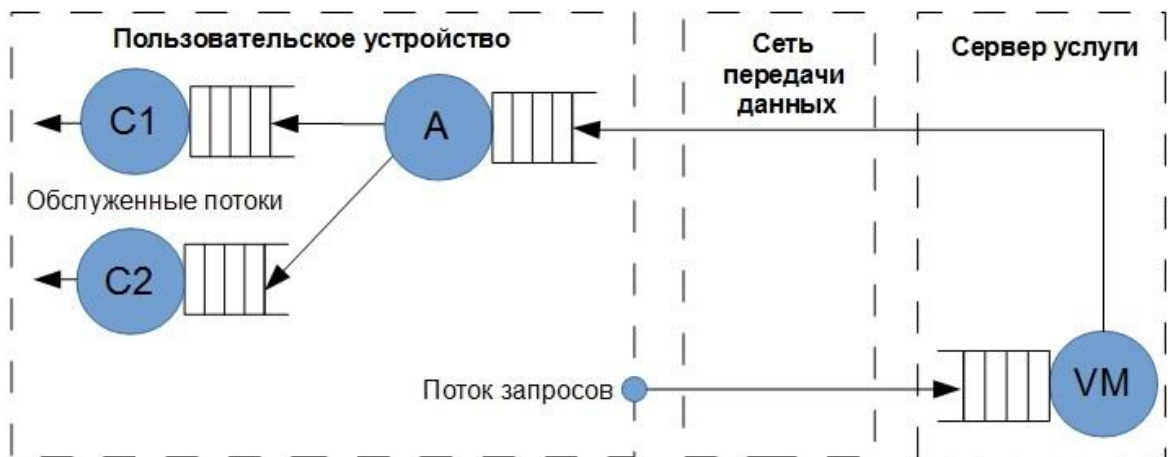 Пользовательское устройство
Сеть
передачи
данных
Сервер услуги
C1
A
Обслуженные потоки
C2
Поток запросов
VM